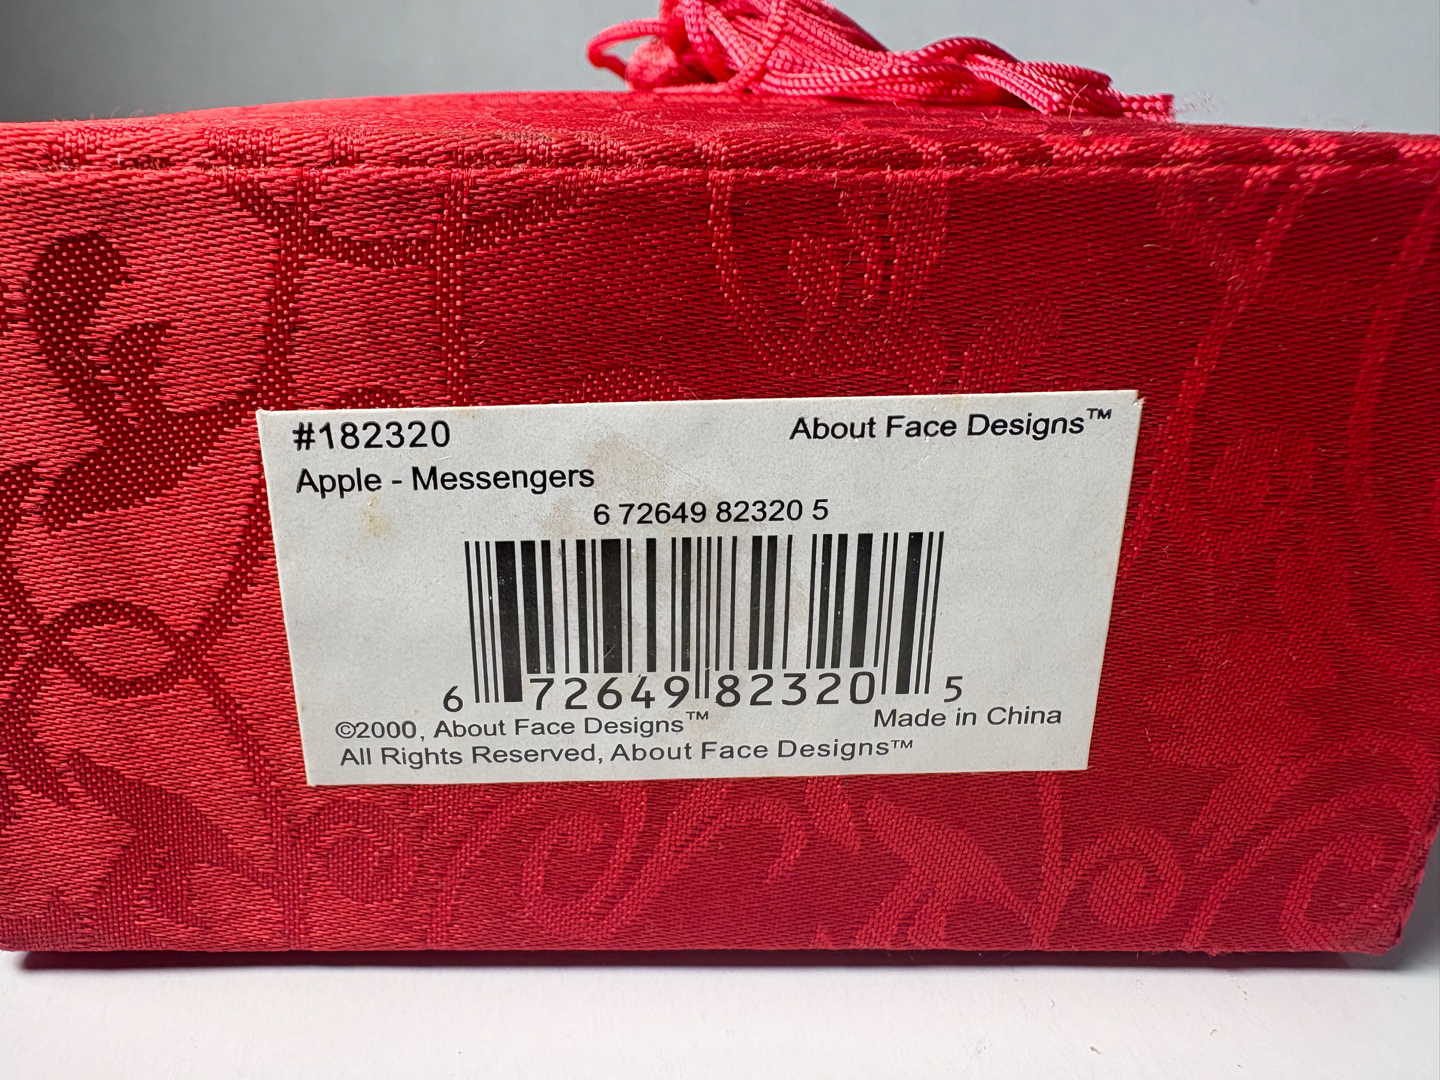 #182320
About Face Designs™
Apple - Messengers
6 72649 82320 5
6 72649 82320 5
©2000, About Face Designs™
Made in China
All Rights Reserved, About Face Designs™